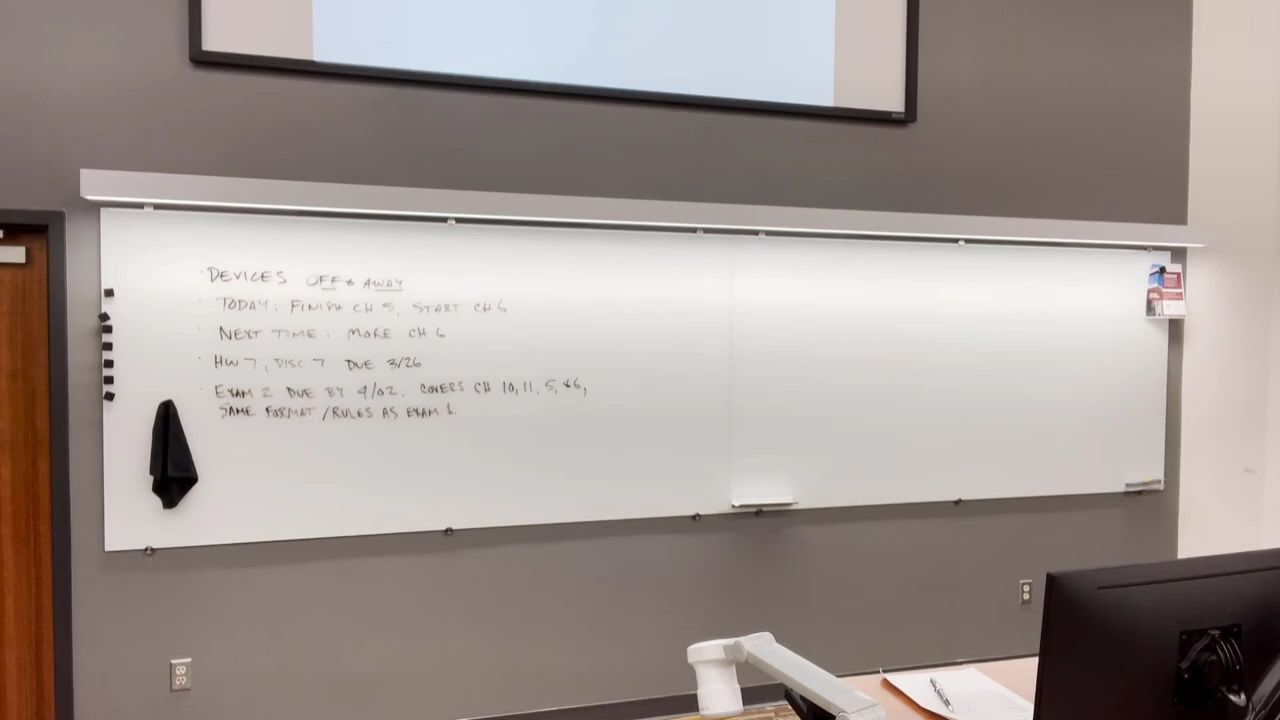 · DEVICES OFF & AWAY
· TODAY: FINISH CH 5, START CH 6
· NEXT TIME: MORE CH 6
· HW 7, DISC 7 DUE 3/26
· EXAM 2 DUE BY 4/02. COVERS CH 10, 11, 5, & 6,
SAME FORMAT/RULES AS EXAM 1.